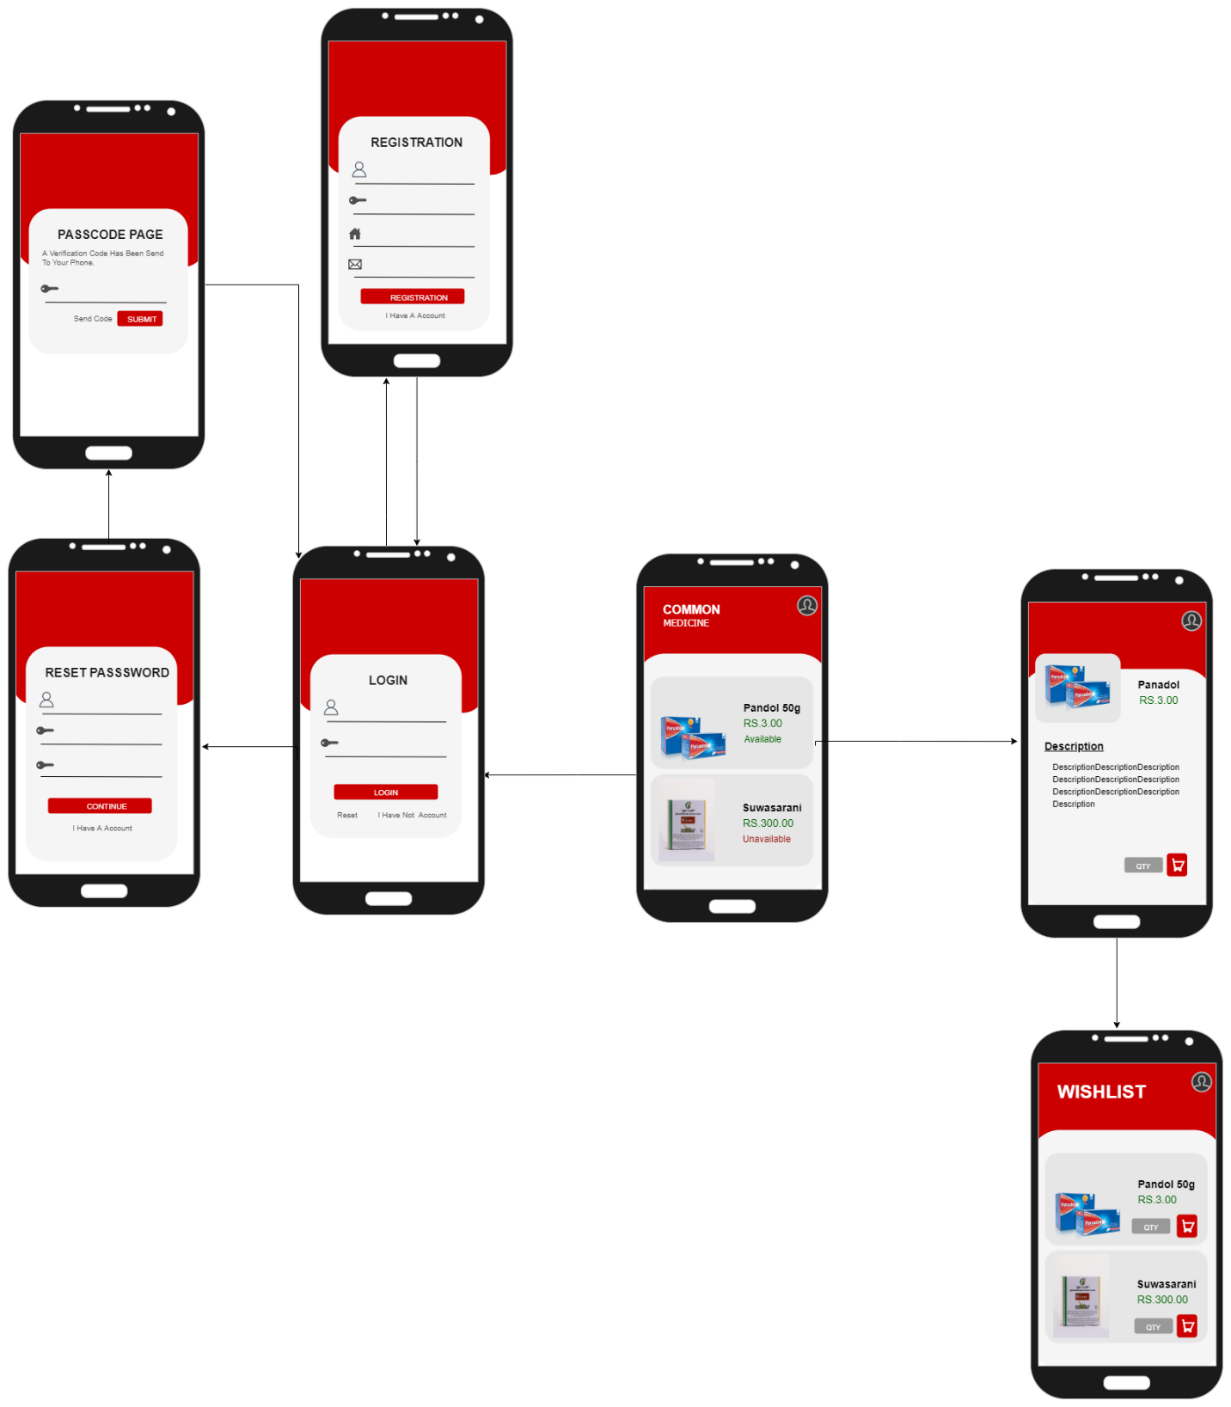 REGISTRATION
REGISTRATION
I Have A Account
PASSCODE PAGE
A Verification Code Has Been Send
To Your Phone.
Send Code
SUBMIT
RESET PASSSWORD
CONTINUE
I Have A Account
LOGIN
LOGIN
Reset
I Have Not Account
COMMON
MEDICINE
Pandol 50g
RS.3.00
Available
Suwasarani
RS.300.00
Unavailable
Panadol
RS.3.00
Description
DescriptionDescriptionDescription
DescriptionDescriptionDescription
DescriptionDescriptionDescription
Description
QTY
WISHLIST
Pandol 50g
RS.3.00
QTY
Suwasarani
RS.300.00
QTY